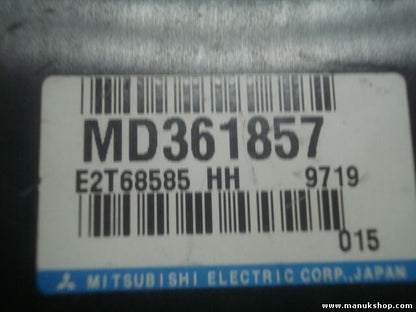 MD361857
E2T68585 HH 9719
015
MITSUBISHI ELECTRIC CORP., JAPAN
www.manukshop.com